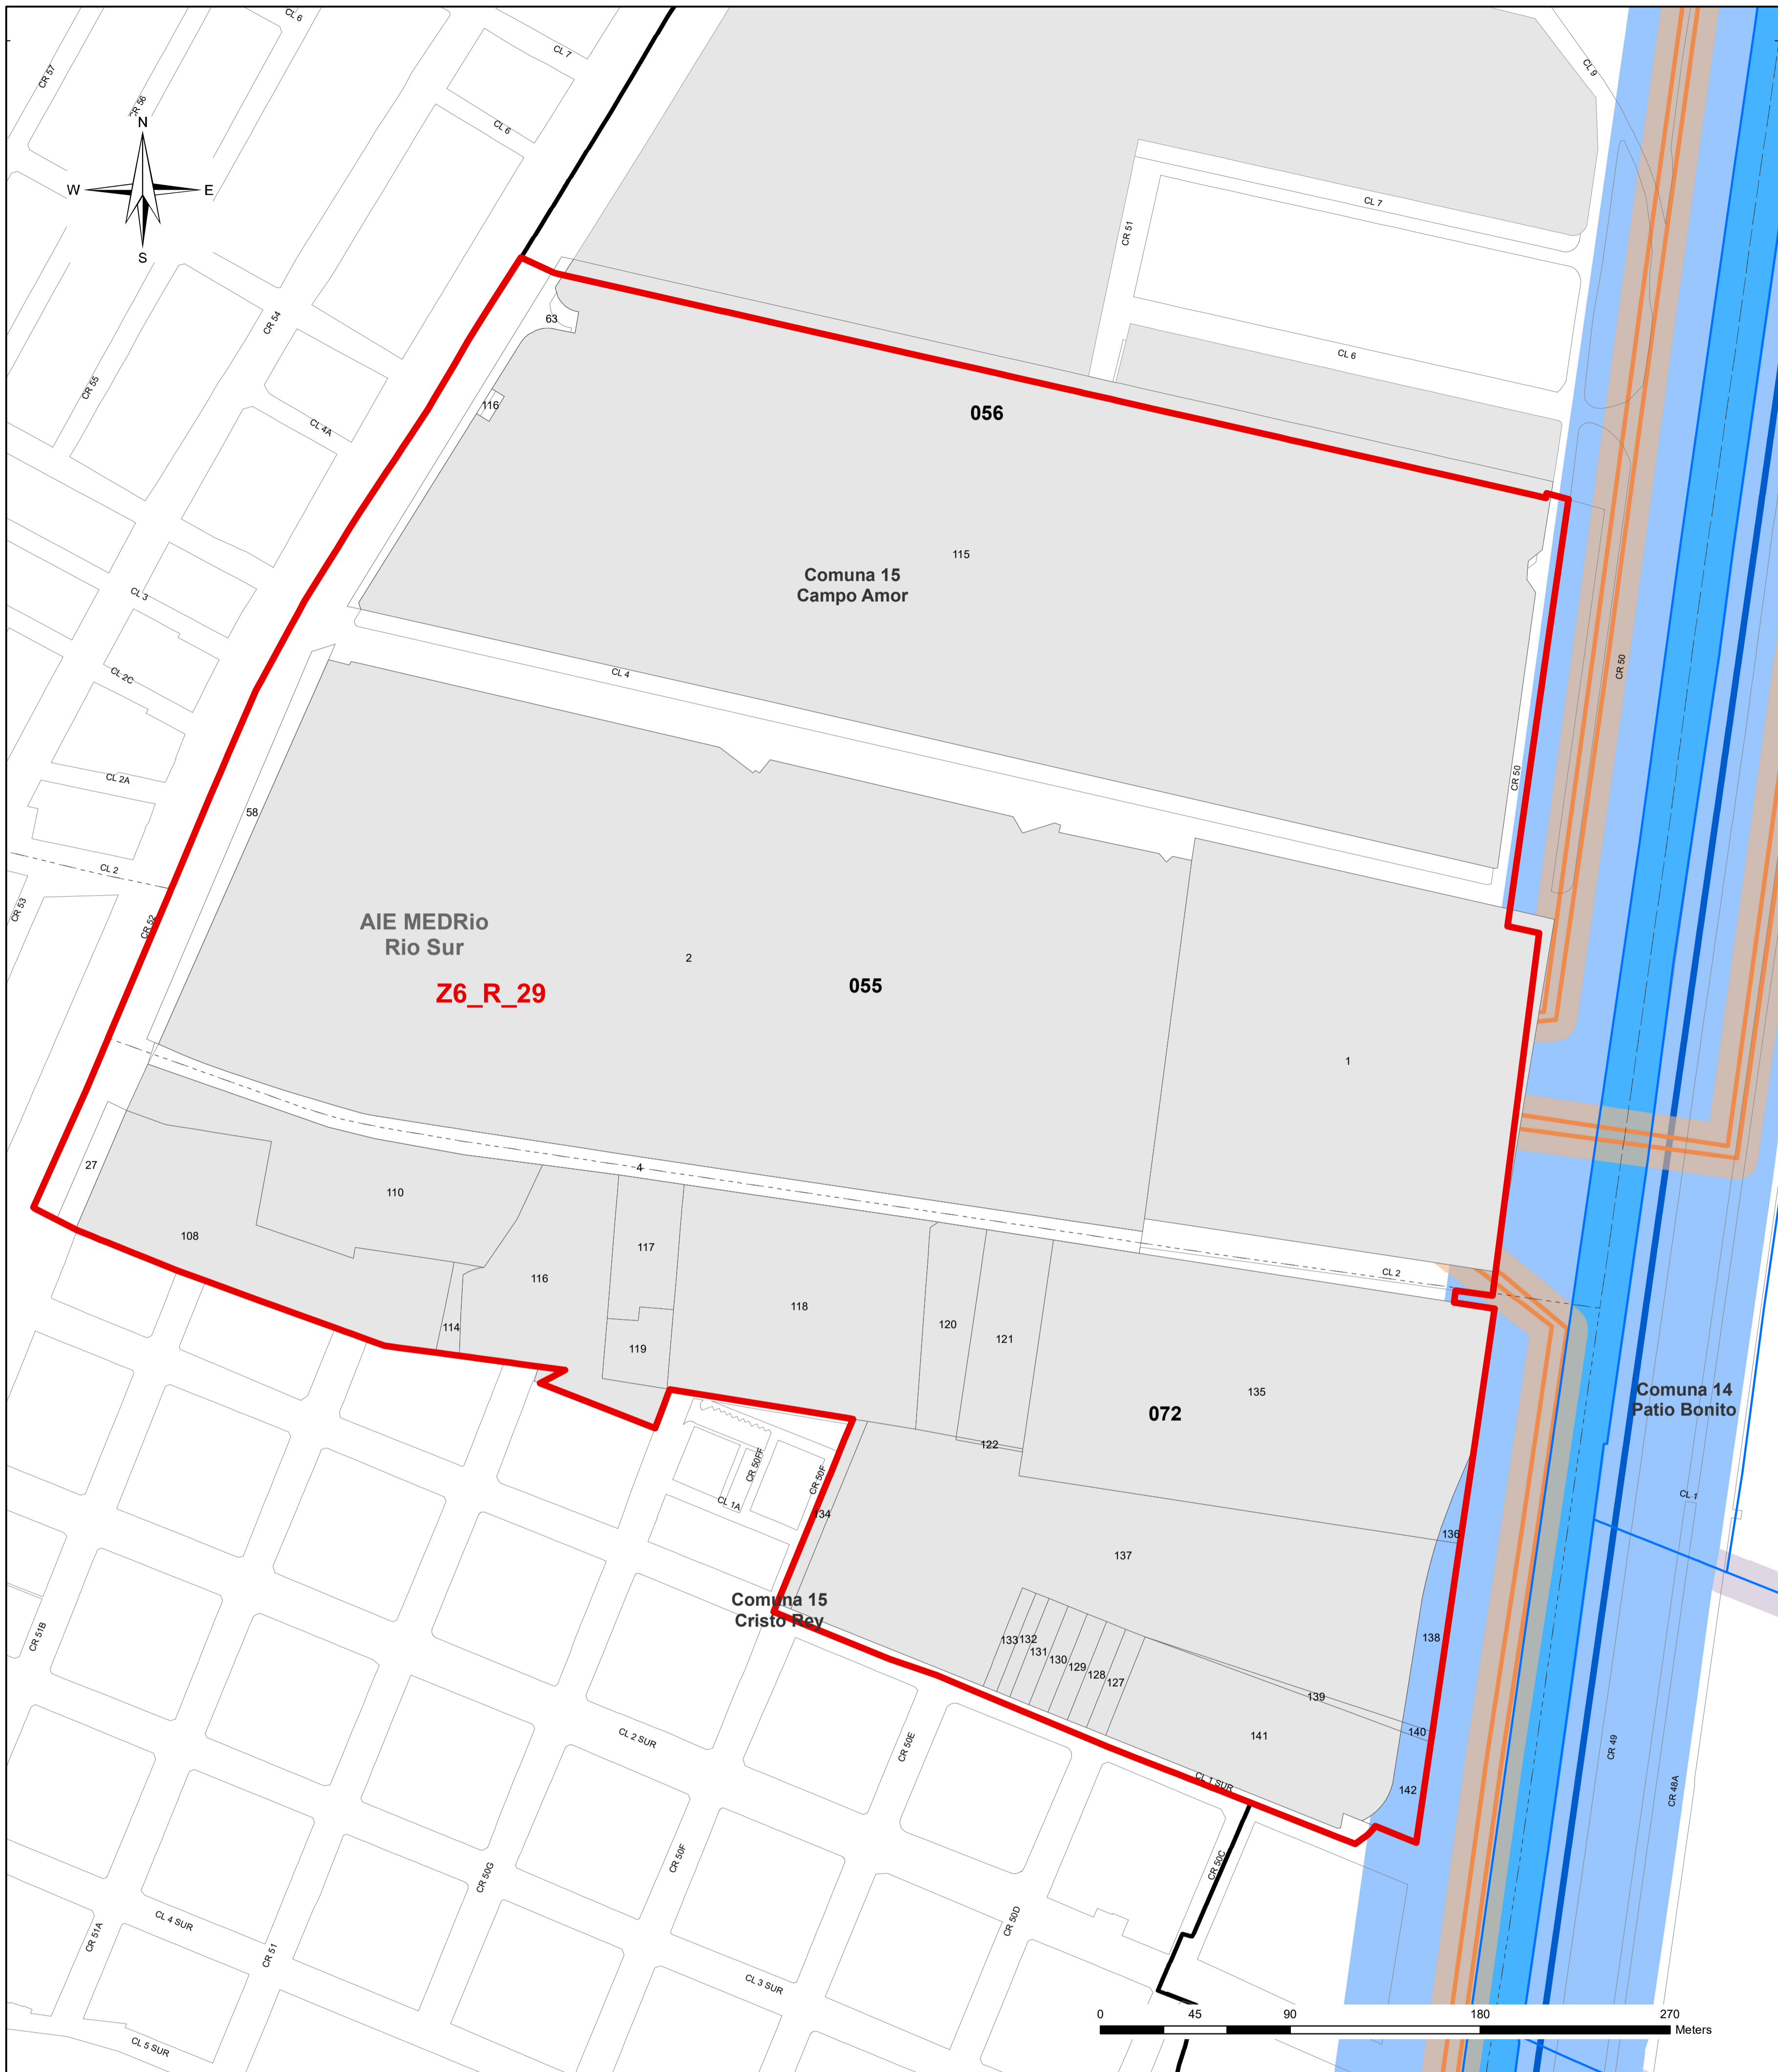 CL 6
CL 7
CR 57
CR 56
CL 6
CL 9
N
W
E
S
CL 7
CR 51
CR 54
63
CL 6
CR 55
116
056
CL 4A
115
Comuna 15
Campo Amor
CL 3
CL 2C
CL 4
CR 50
CL 2A
CR 50
58
CL 2
CR 53
CR 52
AIE MEDRio
Rio Sur
2
055
Z6_R_29
1
27
4
110
108
117
116
118
CL 2
120
121
114
119
135
Comuna 14
Patio Bonito
072
122
CR 50FF
CR 50F
CL 1A
134
CL 1
136
137
Comuna 15
Cristo Rey
133
132
131
130
129
128
127
138
139
140
141
142
CR 51B
CL 2 SUR
CR 50E
CL 1 SUR
CR 49
CR 48A
CR 50G
CR 50F
CR 50C
CL 4 SUR
CR 51A
CR 51
CR 50D
CL 3 SUR
CL 5 SUR
0 45 90 180 270
Meters